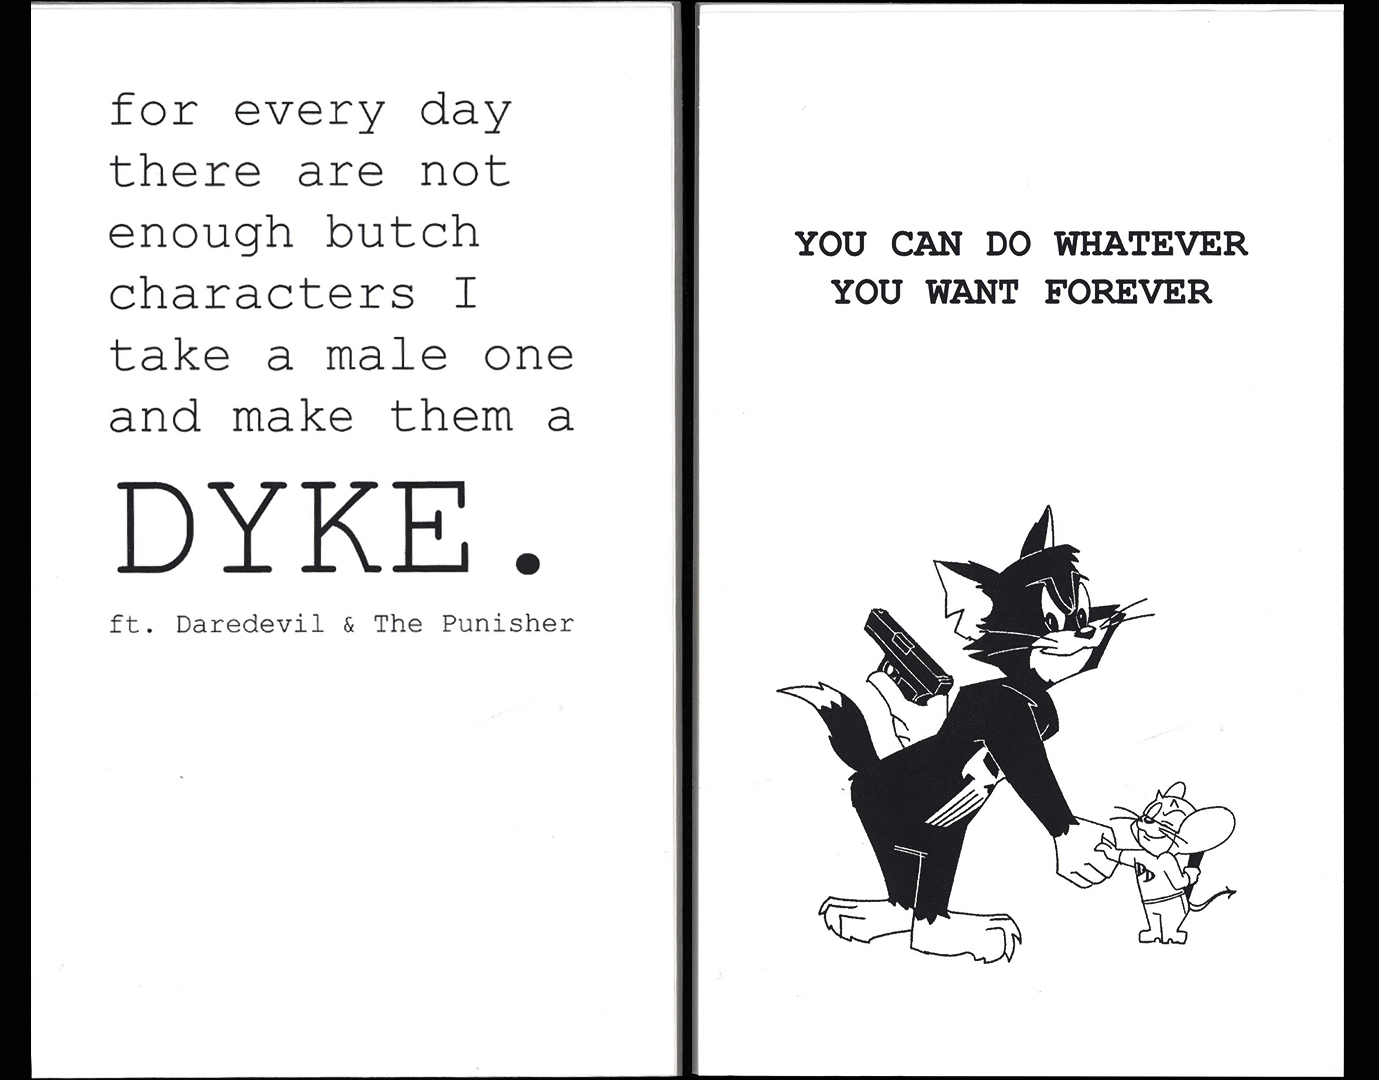 for every day
there are not
enough butch
characters I
take a male one
and make them a
DYKE.
ft. Daredevil & The Punisher
YOU CAN DO WHATEVER
YOU WANT FOREVER
DD